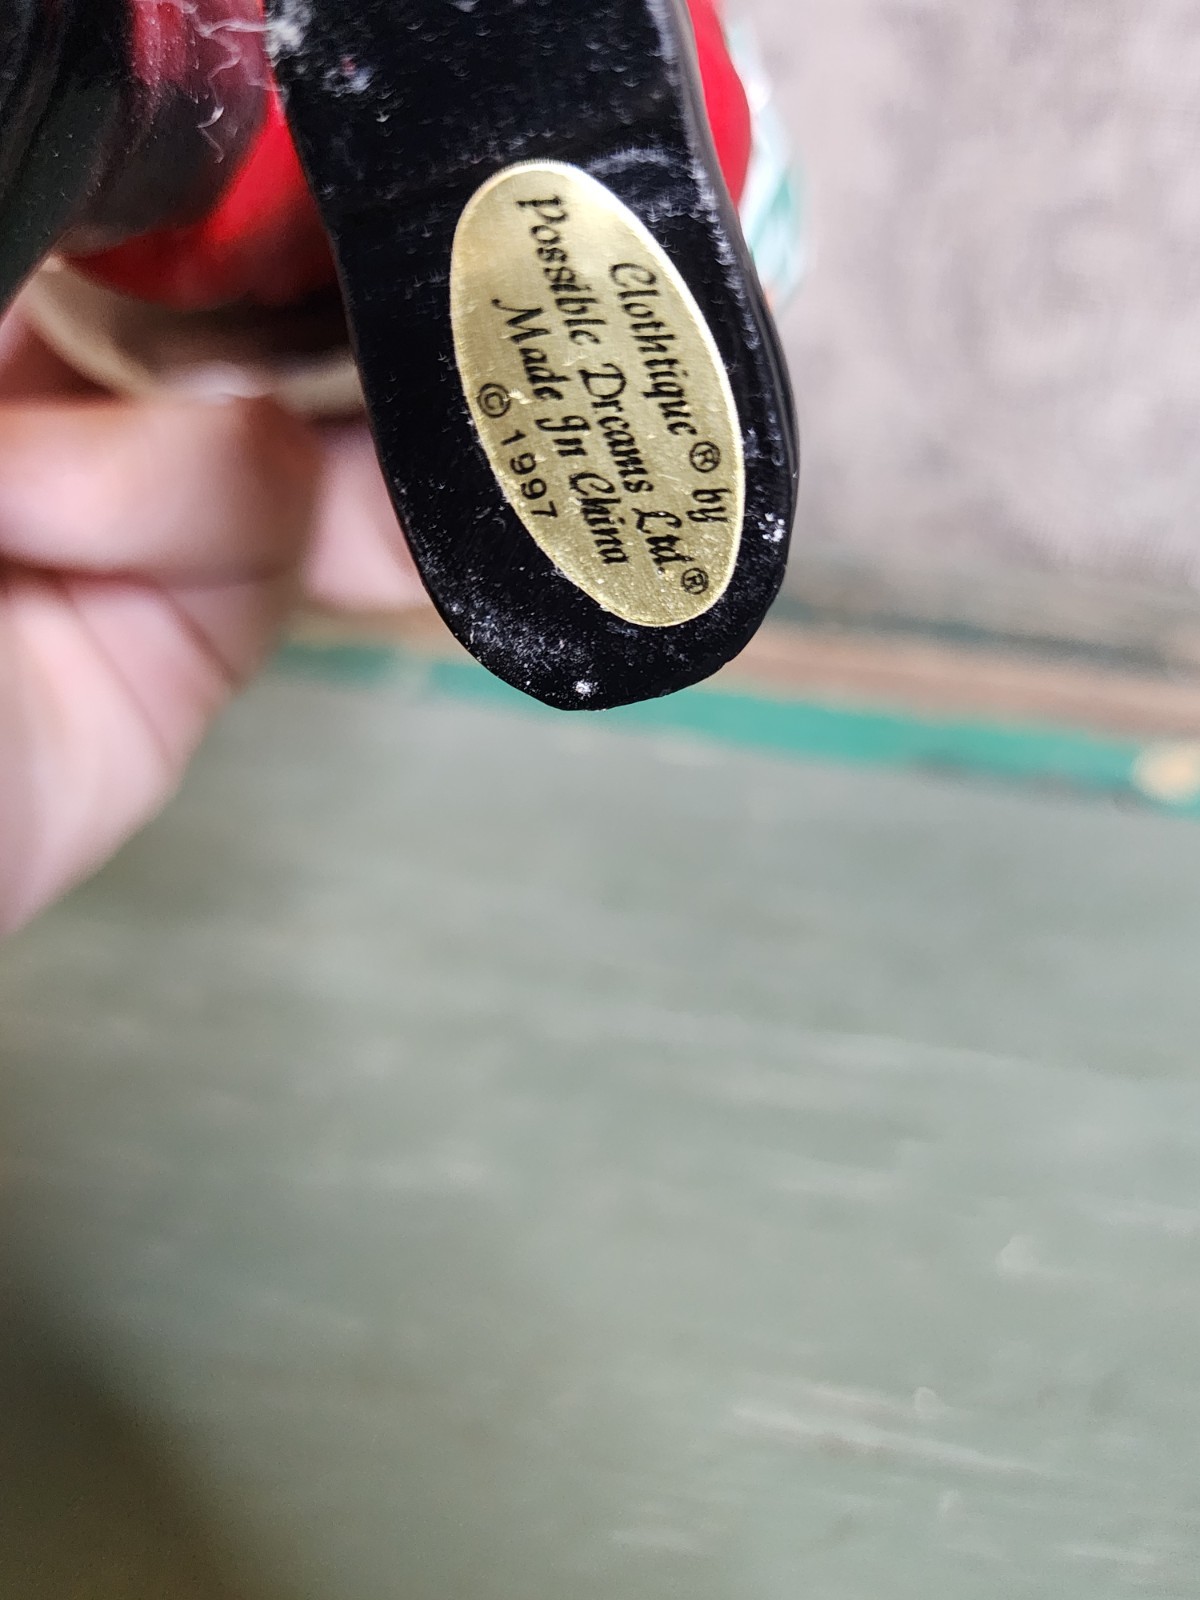 Clothtique® by
Possible Dreams Ltd.®
Made In China
© 1997